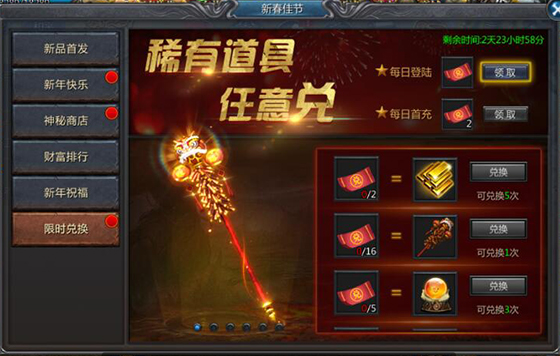 新春佳节
剩余时间:2天23小时58分
新品首发
新年快乐
神秘商店
财富排行
新年祝福
限时兑换
稀有道具
任意兑
★每日登陆
领取
★每日首充
2
领取
0/2
=
兑换
可兑换5次
0/16
=
兑换
可兑换1次
0/5
=
兑换
可兑换3次